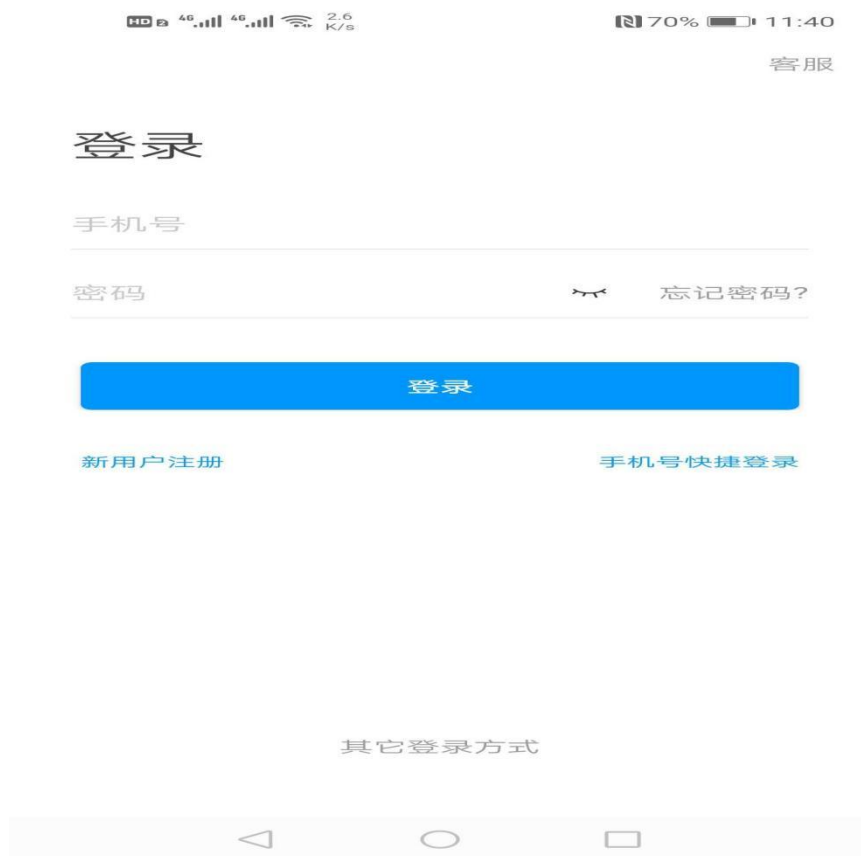 HD 2 4G 4G 2.6 K/s N 70% 11:40
客服
登录
手机号
密码 忘记密码?
登录
新用户注册 手机号快捷登录
其它登录方式